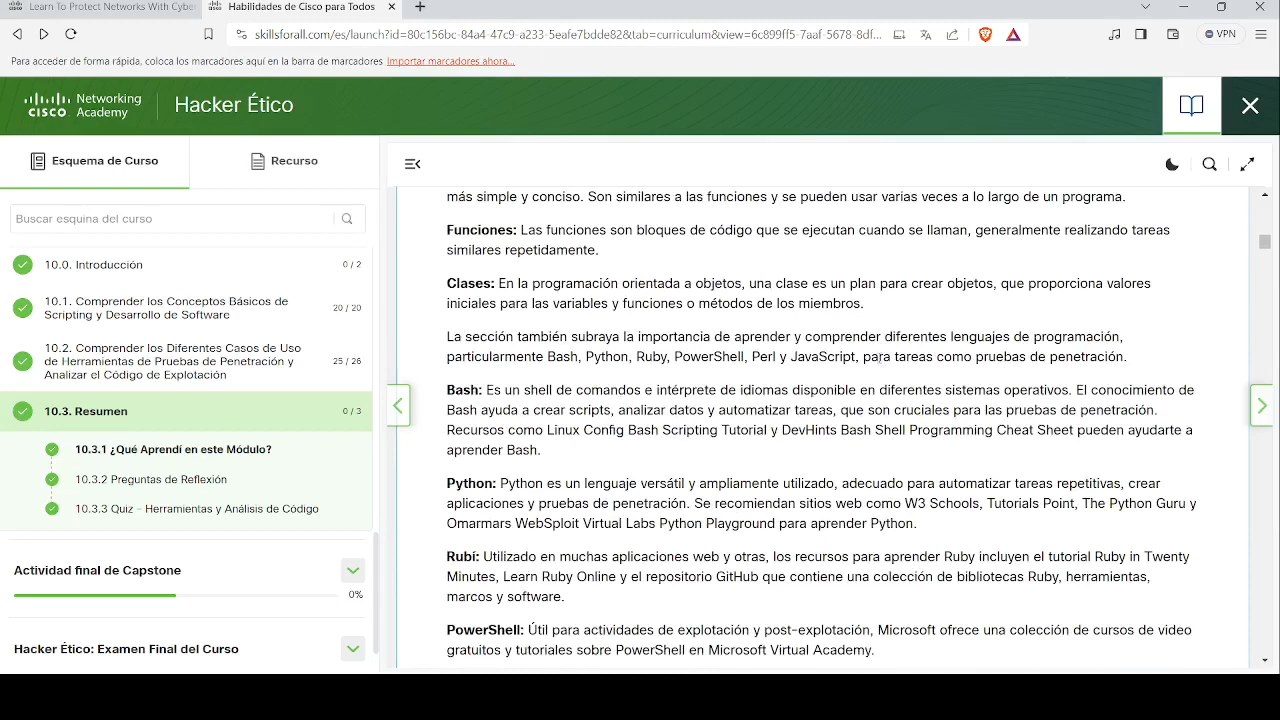 Learn To Protect Networks With Cyber
Habilidades de Cisco para Todos
skillsforall.com/es/launch?id=80c156bc-84a4-47c9-a233-5eafe7bdde82&tab=curriculum&view=6c899ff5-7aaf-5678-8df...
VPN
Para acceder de forma rápida, coloca los marcadores aquí en la barra de marcadores
Importar marcadores ahora...
cisco Networking Academy
Hacker Ético
Esquema de Curso
Recurso
Buscar esquina del curso
10.0. Introducción
0 / 2
10.1. Comprender los Conceptos Básicos de
Scripting y Desarrollo de Software
20 / 20
10.2. Comprender los Diferentes Casos de Uso
de Herramientas de Pruebas de Penetración y
Analizar el Código de Explotación
25 / 26
10.3. Resumen
0 / 3
10.3.1 ¿Qué Aprendí en este Módulo?
10.3.2 Preguntas de Reflexión
10.3.3 Quiz – Herramientas y Análisis de Código
Actividad final de Capstone
0%
Hacker Ético: Examen Final del Curso
más simple y conciso. Son similares a las funciones y se pueden usar varias veces a lo largo de un programa.
Funciones: Las funciones son bloques de código que se ejecutan cuando se llaman, generalmente realizando tareas
similares repetidamente.
Clases: En la programación orientada a objetos, una clase es un plan para crear objetos, que proporciona valores
iniciales para las variables y funciones o métodos de los miembros.
La sección también subraya la importancia de aprender y comprender diferentes lenguajes de programación,
particularmente Bash, Python, Ruby, PowerShell, Perl y JavaScript, para tareas como pruebas de penetración.
Bash: Es un shell de comandos e intérprete de idiomas disponible en diferentes sistemas operativos. El conocimiento de
Bash ayuda a crear scripts, analizar datos y automatizar tareas, que son cruciales para las pruebas de penetración.
Recursos como Linux Config Bash Scripting Tutorial y DevHints Bash Shell Programming Cheat Sheet pueden ayudarte a
aprender Bash.
Python: Python es un lenguaje versátil y ampliamente utilizado, adecuado para automatizar tareas repetitivas, crear
aplicaciones y pruebas de penetración. Se recomiendan sitios web como W3 Schools, Tutorials Point, The Python Guru y
Omarmars WebSploit Virtual Labs Python Playground para aprender Python.
Rubí: Utilizado en muchas aplicaciones web y otras, los recursos para aprender Ruby incluyen el tutorial Ruby in Twenty
Minutes, Learn Ruby Online y el repositorio GitHub que contiene una colección de bibliotecas Ruby, herramientas,
marcos y software.
PowerShell: Útil para actividades de explotación y post-explotación, Microsoft ofrece una colección de cursos de video
gratuitos y tutoriales sobre PowerShell en Microsoft Virtual Academy.